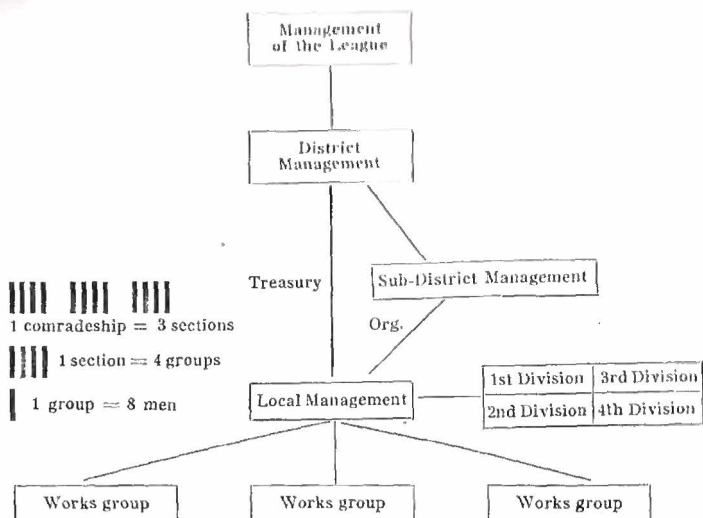 Management
of the League
District
Management
Treasury
Sub-District Management
Org.
1 comradeship = 3 sections
1 section = 4 groups
1 group = 8 men
Local Management
1st Division 3rd Division
2nd Division 4th Division
Works group Works group Works group